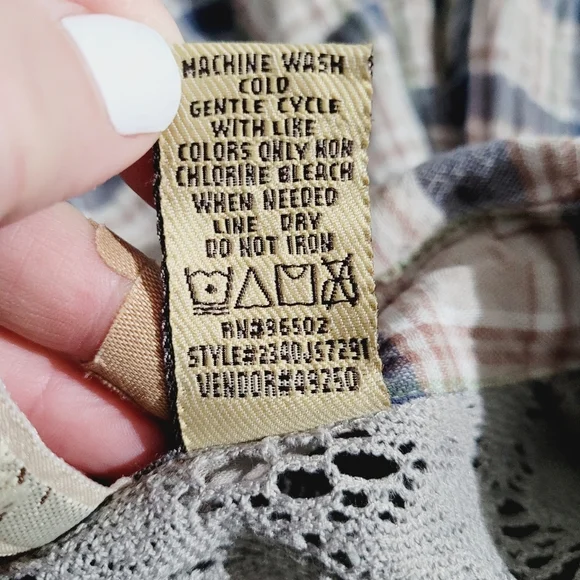 MACHINE WASH
COLD
GENTLE CYCLE
WITH LIKE
COLORS ONLY NON
CHLORINE BLEACH
WHEN NEEDED
LINE DRY
DO NOT IRON
RN#96502
STYLE#2340J57291
VENDOR#49250